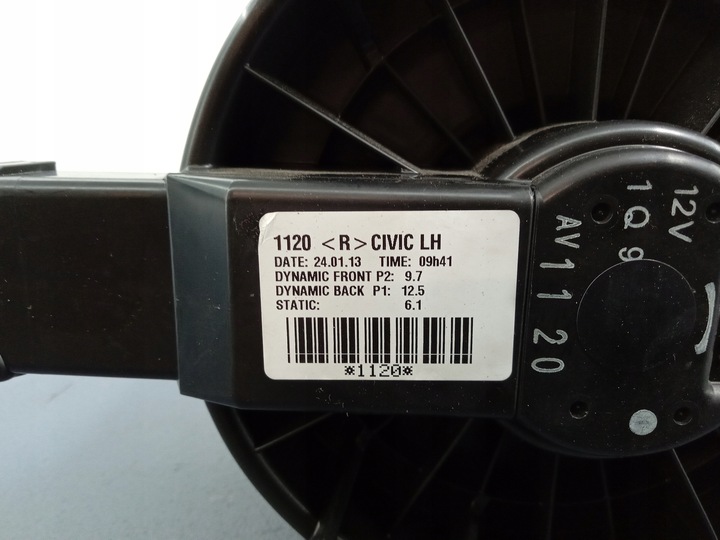 1120 <R> CIVIC LH
DATE: 24.01.13 TIME: 09h41
DYNAMIC FRONT P2: 9.7
DYNAMIC BACK P1: 12.5
STATIC: 6.1
*1120*
12V
1Q9
AV1120